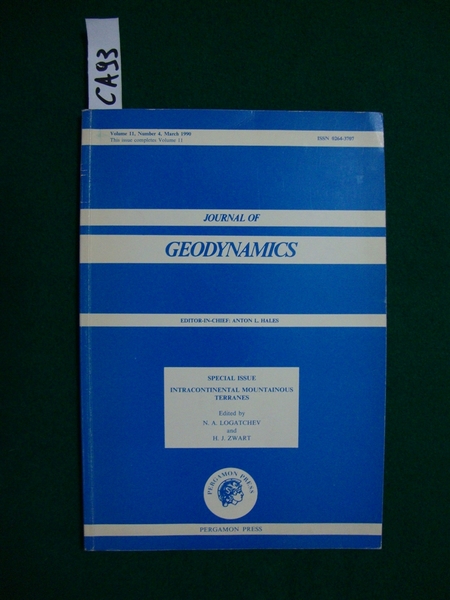 CA93
Volume 11, Number 4, March 1990
This issue completes Volume 11
ISSN 0264-3707
JOURNAL OF
GEODYNAMICS
EDITOR-IN-CHIEF: ANTON L. HALES
SPECIAL ISSUE
INTRACONTINENTAL MOUNTAINOUS
TERRANES
Edited by
N. A. LOGATCHEV
and
H. J. ZWART
PERGAMON PRESS
PERGAMON PRESS